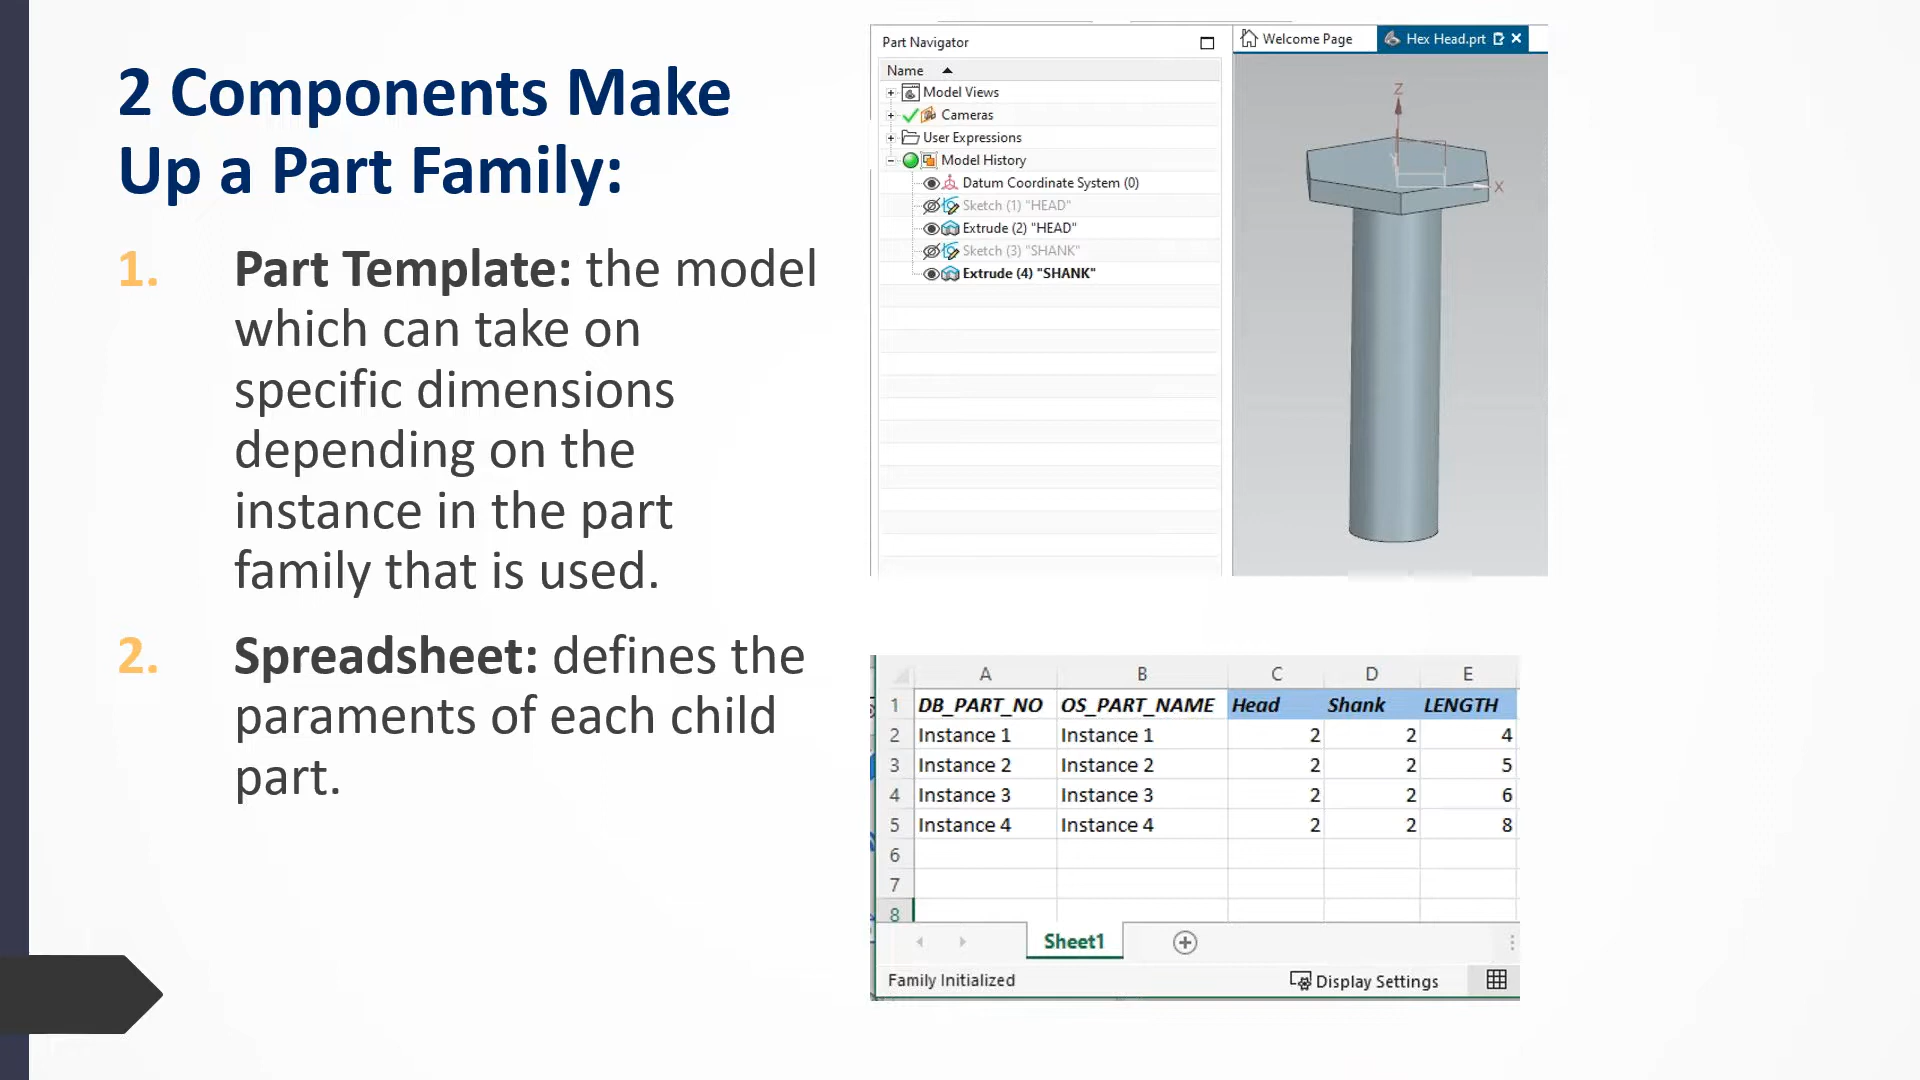 2 Components Make
Up a Part Family:
1. Part Template: the model
which can take on
specific dimensions
depending on the
instance in the part
family that is used.
2. Spreadsheet: defines the
paraments of each child
part.
Part Navigator
Name
Model Views
Cameras
User Expressions
Model History
Datum Coordinate System (0)
Sketch (1) "HEAD"
Extrude (2) "HEAD"
Sketch (3) "SHANK"
Extrude (4) "SHANK"
Welcome Page Hex Head.prt
Z
Y
X
A B C D E
1 DB_PART_NO OS_PART_NAME Head Shank LENGTH
2 Instance 1 Instance 1 2 2 4
3 Instance 2 Instance 2 2 2 5
4 Instance 3 Instance 3 2 2 6
5 Instance 4 Instance 4 2 2 8
6
7
8
Sheet1
Family Initialized Display Settings